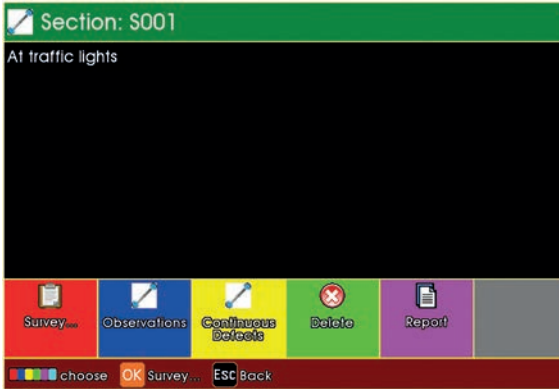 Section: S001
At traffic lights
Survey... Observations Continuous Defects Delete Report
choose OK Survey... ESC Back